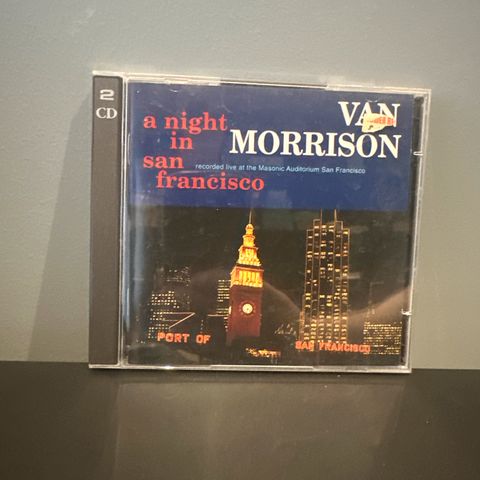 2
CD
a night
in
san
francisco
VAN
MORRISON
recorded live at the Masonic Auditorium San Francisco
PORT OF
SAN FRANCISCO